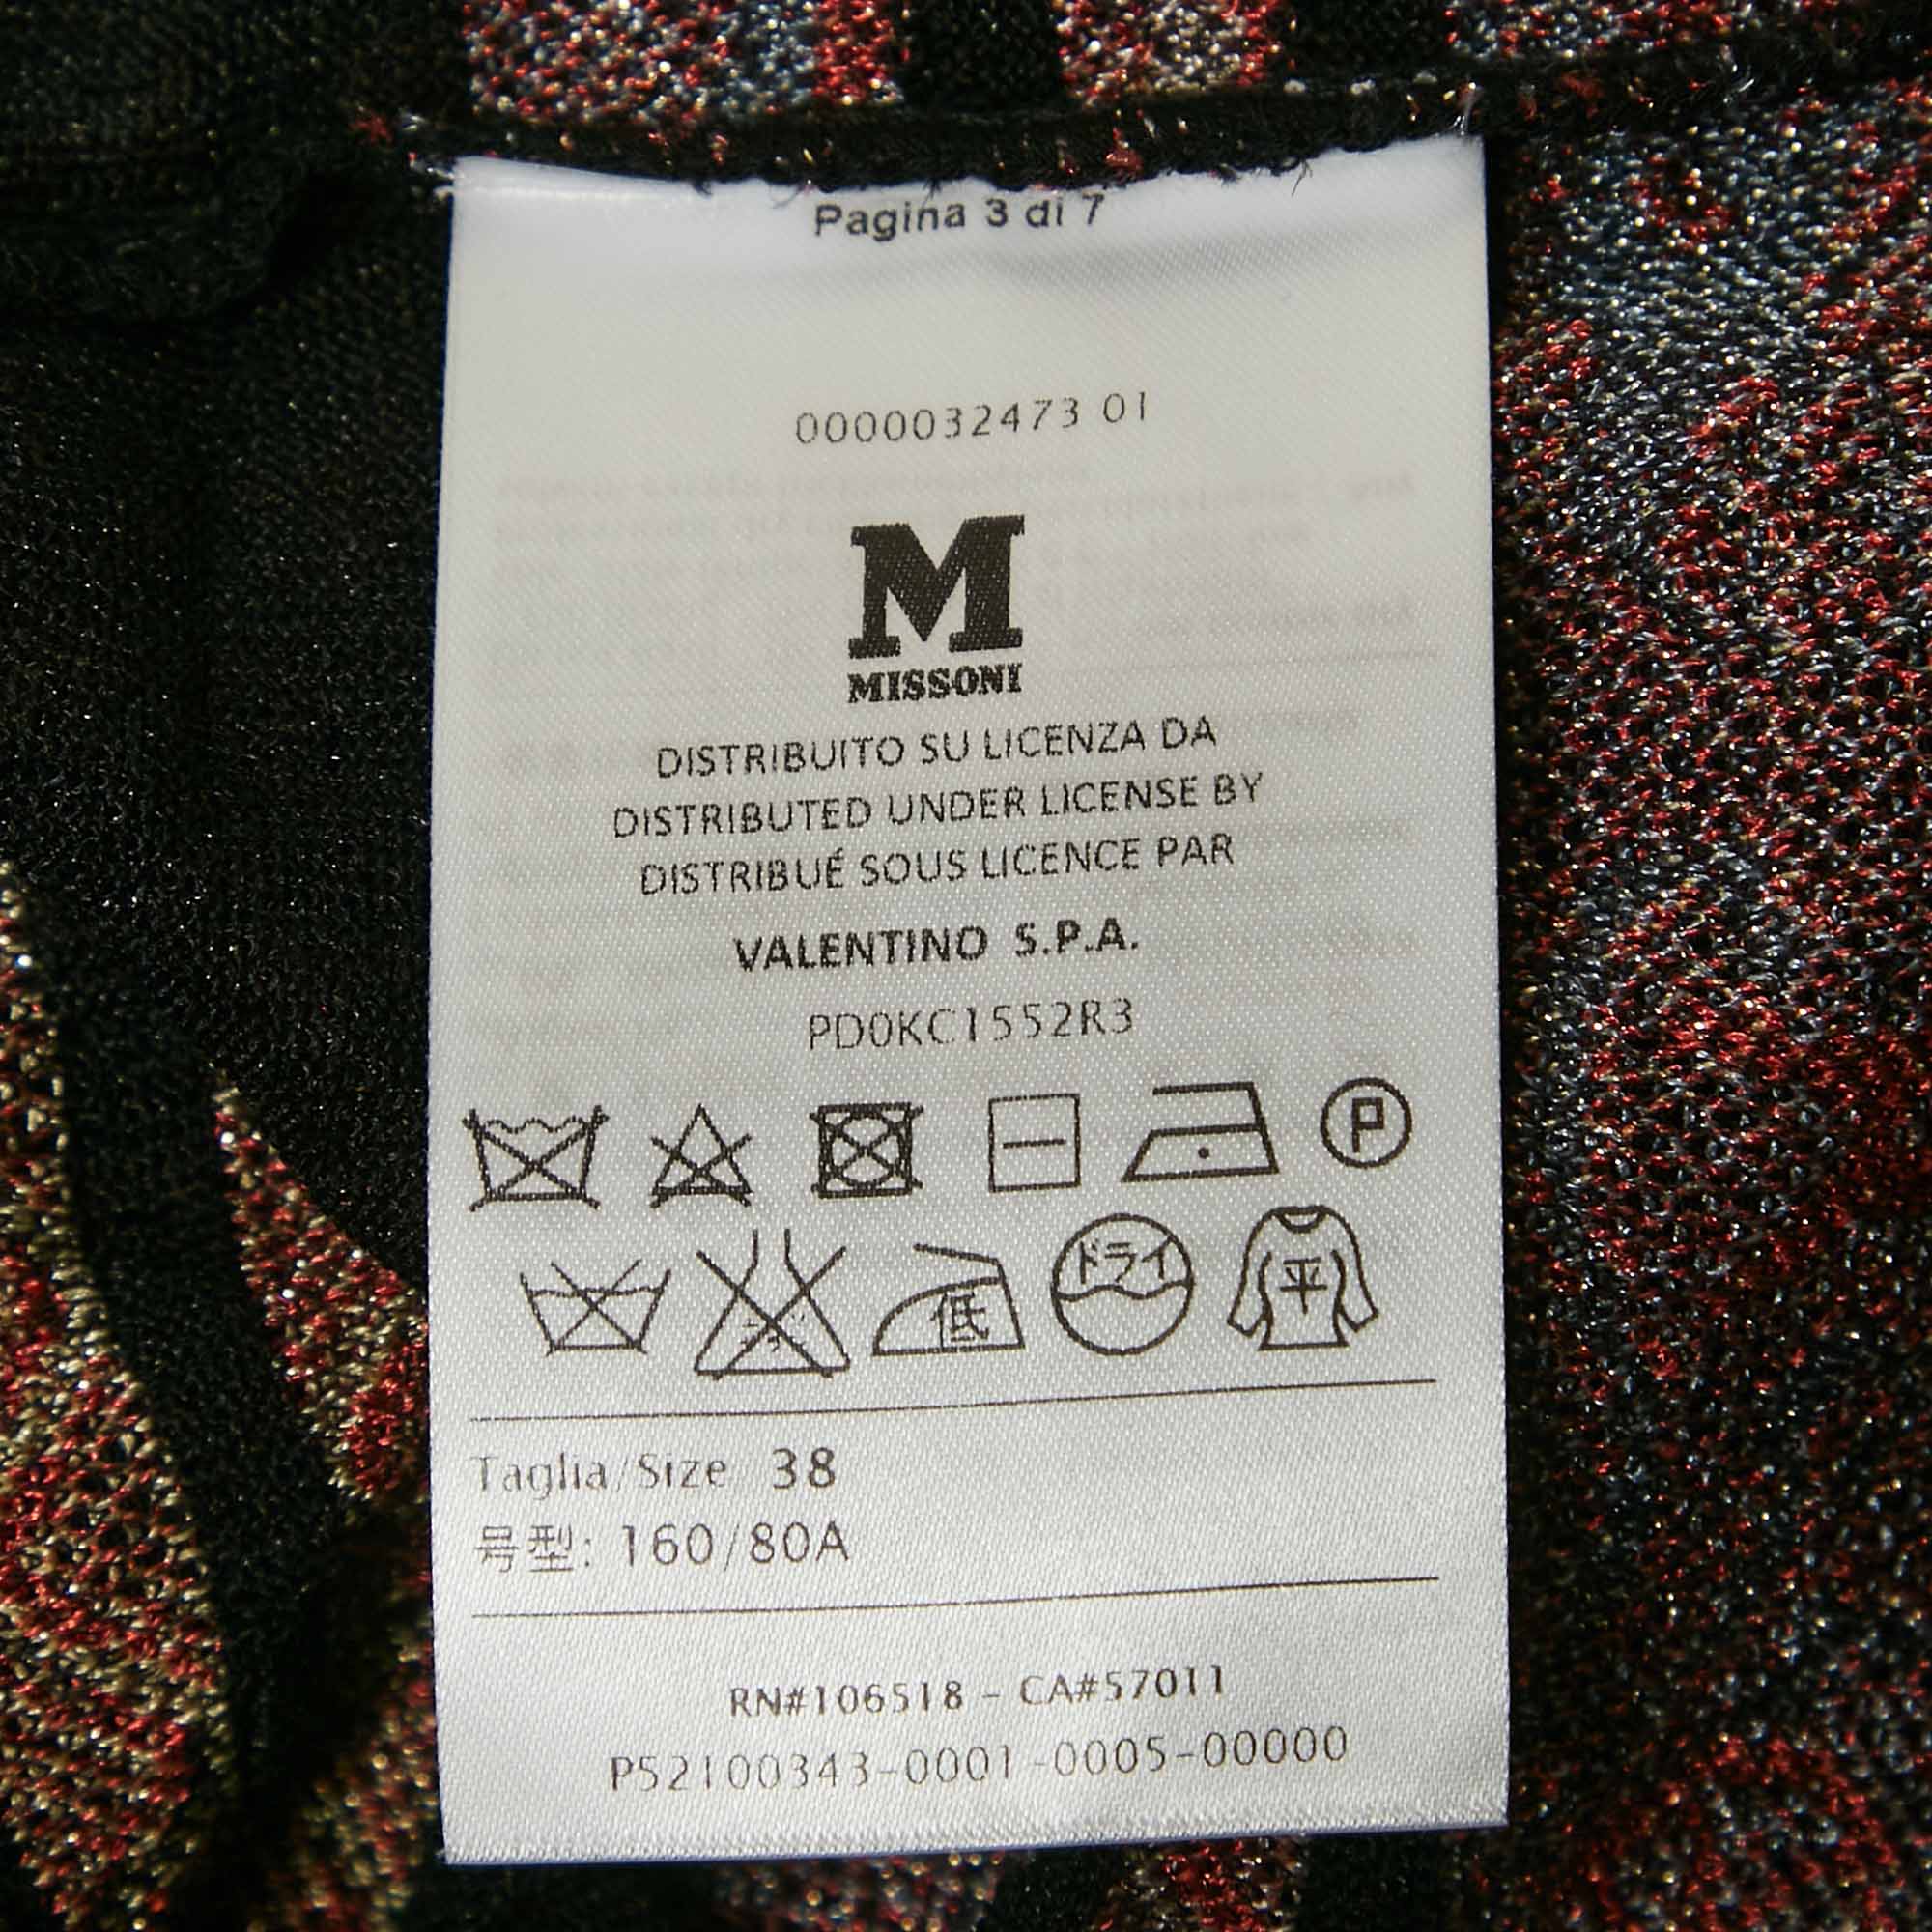 Pagina 3 di 7
0000032473 01
M
MISSONI
DISTRIBUITO SU LICENZA DA
DISTRIBUTED UNDER LICENSE BY
DISTRIBUÉ SOUS LICENCE PAR
VALENTINO S.P.A.
PD0KC1552R3
P
低 ドライ 平
Taglia/Size 38
号型: 160/80A
RN#106518 - CA#57011
P52100343-0001-0005-00000